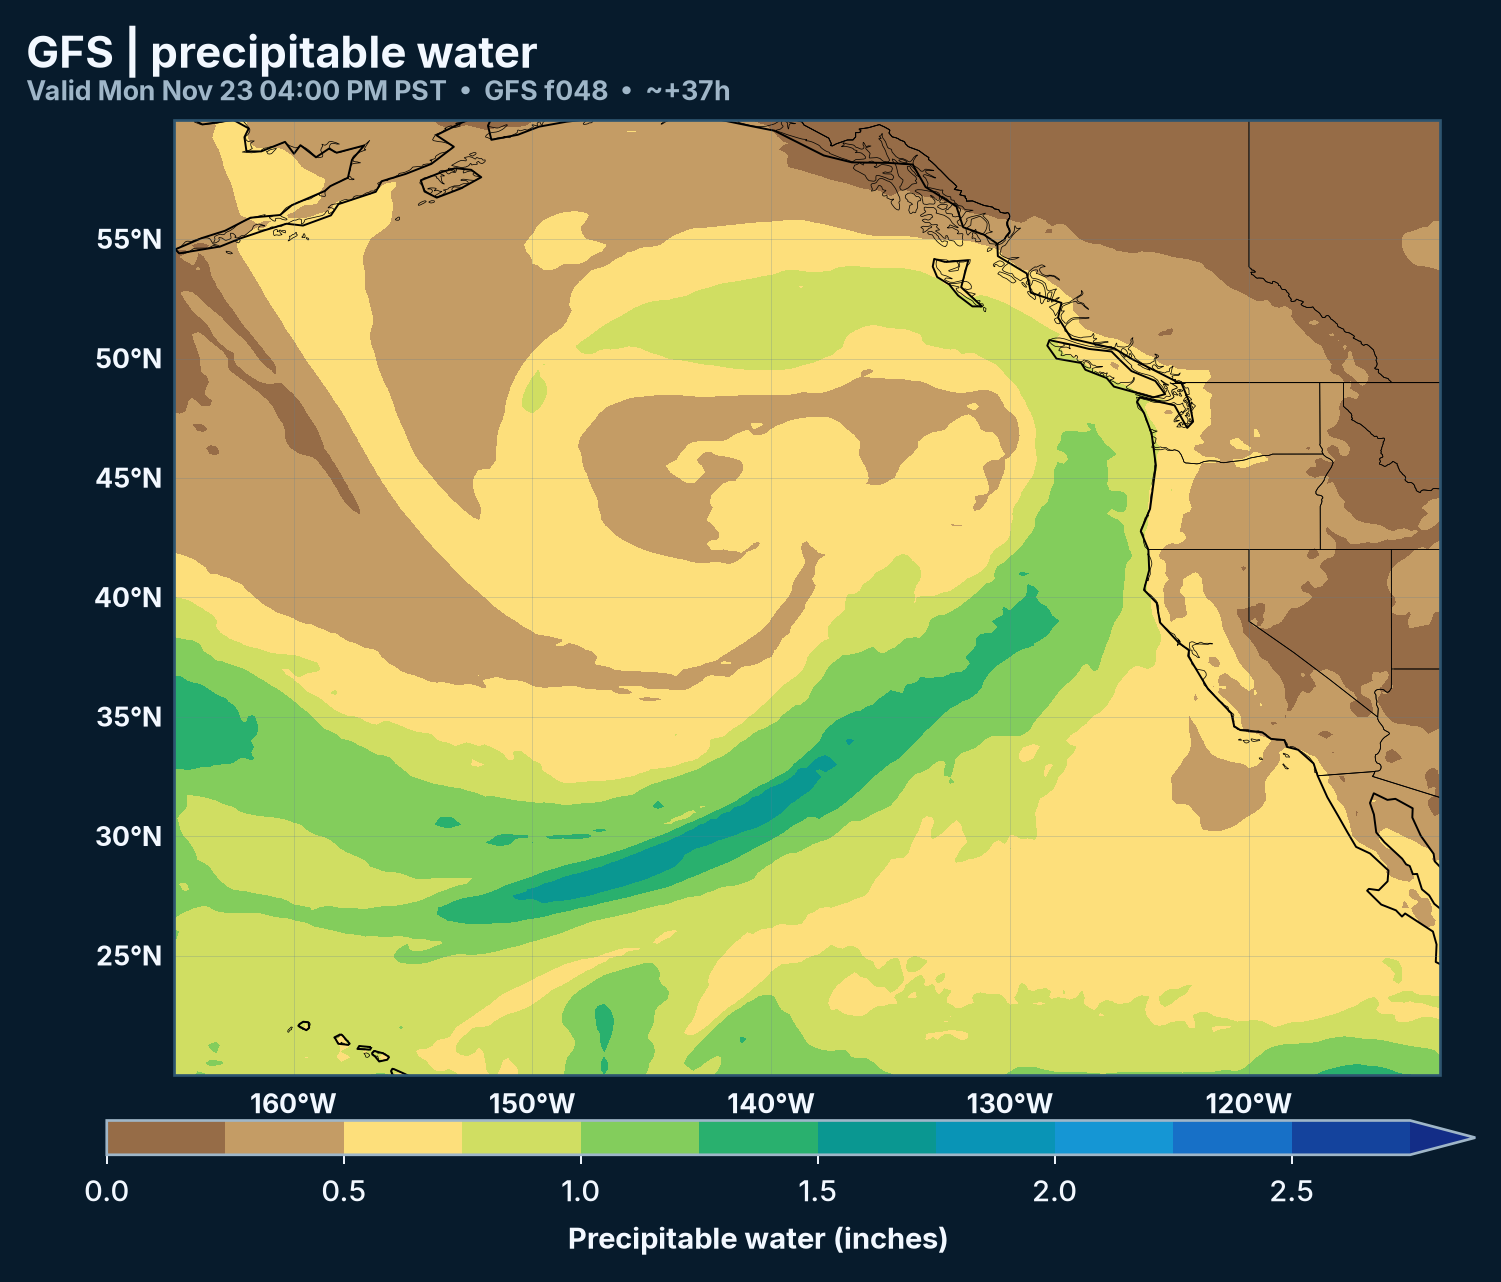 GFS | precipitable water
Valid Mon Nov 23 04:00 PM PST • GFS f048 • ~+37h
55°N
50°N
45°N
40°N
35°N
30°N
25°N
160°W 150°W 140°W 130°W 120°W
0.0 0.5 1.0 1.5 2.0 2.5
Precipitable water (inches)